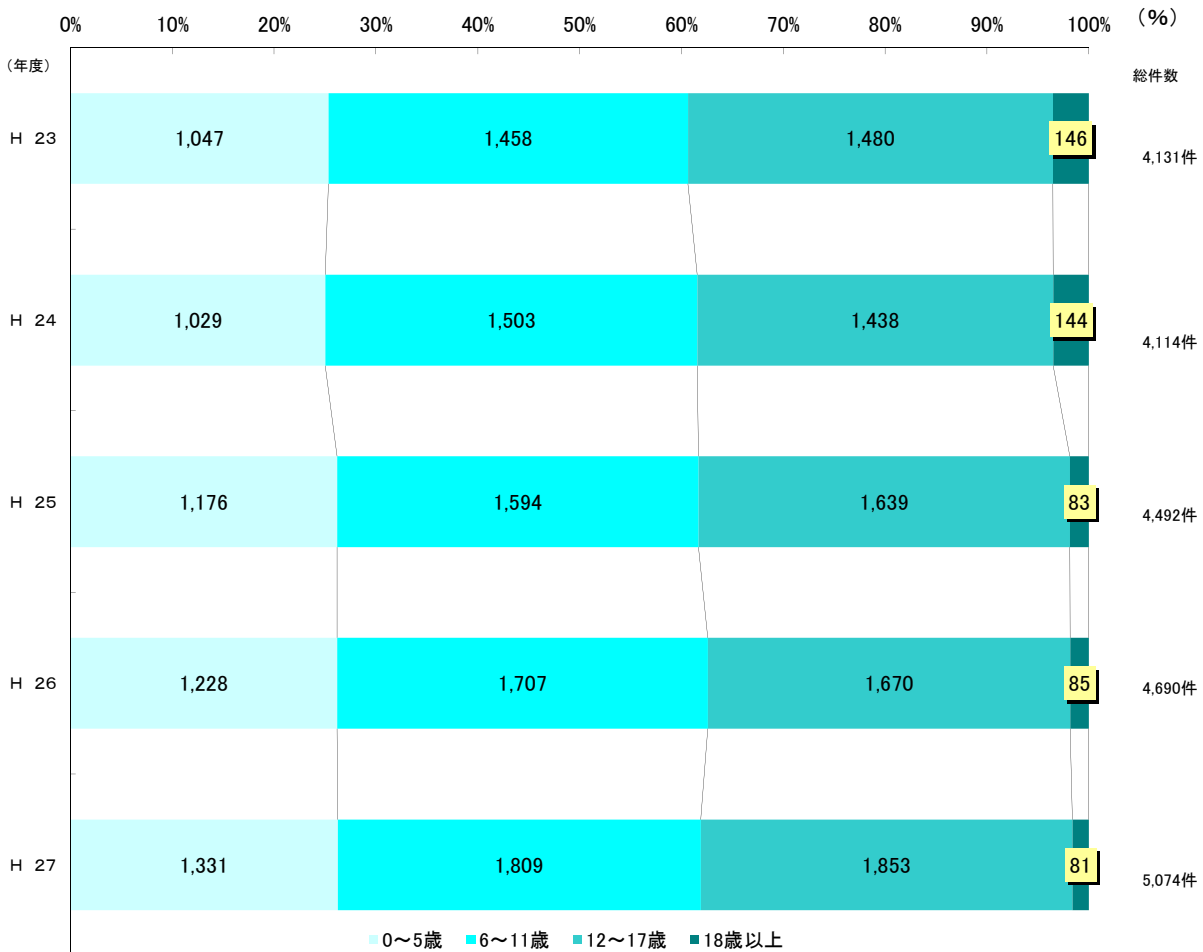 0% 10% 20% 30% 40% 50% 60% 70% 80% 90% 100% （%）
（年度）
総件数
H 23 1,047 1,458 1,480 146 4,131件
H 24 1,029 1,503 1,438 144 4,114件
H 25 1,176 1,594 1,639 83 4,492件
H 26 1,228 1,707 1,670 85 4,690件
H 27 1,331 1,809 1,853 81 5,074件
0～5歳 6～11歳 12～17歳 18歳以上